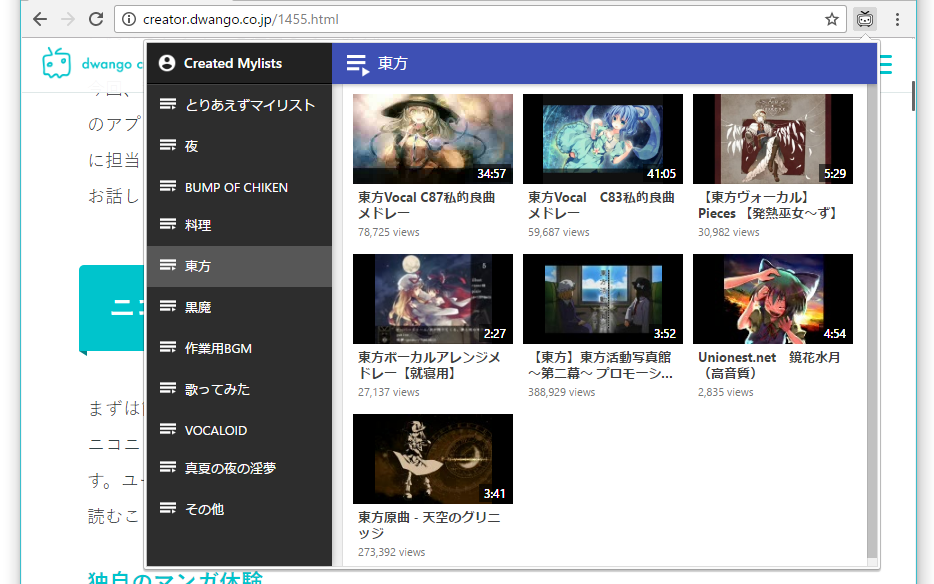 creator.dwango.co.jp/1455.html
dwango c
のアプ
に担当
お話し
ニコ
まずは
ニコニ
す。ユー
読むこ
独自のマンガ体験
Created Mylists
とりあえずマイリスト
夜
BUMP OF CHIKEN
料理
東方
黒魔
作業用BGM
歌ってみた
VOCALOID
真夏の夜の淫夢
その他
東方
34:57
東方Vocal C87私的良曲
メドレー
78,725 views
41:05
東方Vocal　C83私的良曲
メドレー
59,687 views
5:29
【東方ヴォーカル】
Pieces 【発熱巫女～ず】
30,982 views
2:27
東方ボーカルアレンジメ
ドレー【就寝用】
27,137 views
3:52
【東方】東方活動写真館
～第二幕～ プロモーシ...
388,929 views
4:54
Unionest.net　鏡花水月
（高音質）
2,835 views
3:41
東方原曲 - 天空のグリニ
ッジ
273,392 views